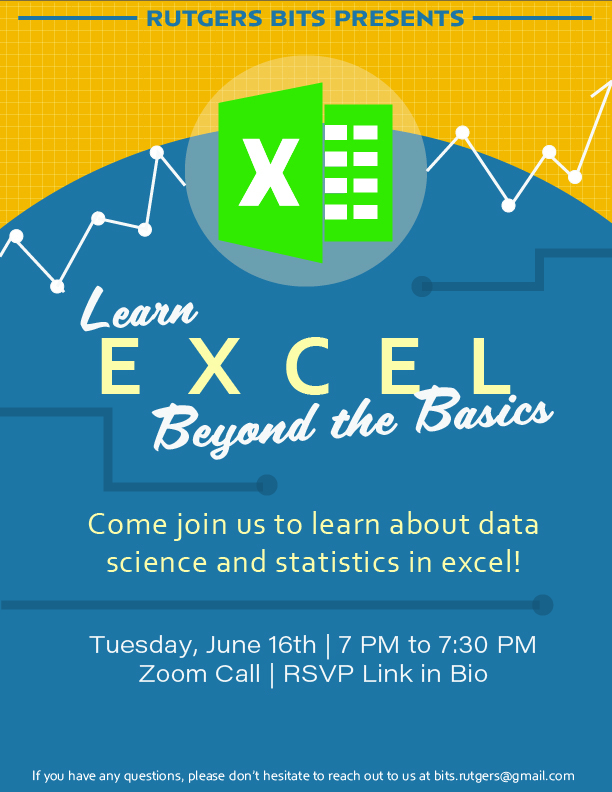 RUTGERS BITS PRESENTS
X
Learn
EXCEL
Beyond the Basics
Come join us to learn about data
science and statistics in excel!
Tuesday, June 16th | 7 PM to 7:30 PM
Zoom Call | RSVP Link in Bio
If you have any questions, please don't hesitate to reach out to us at bits.rutgers@gmail.com